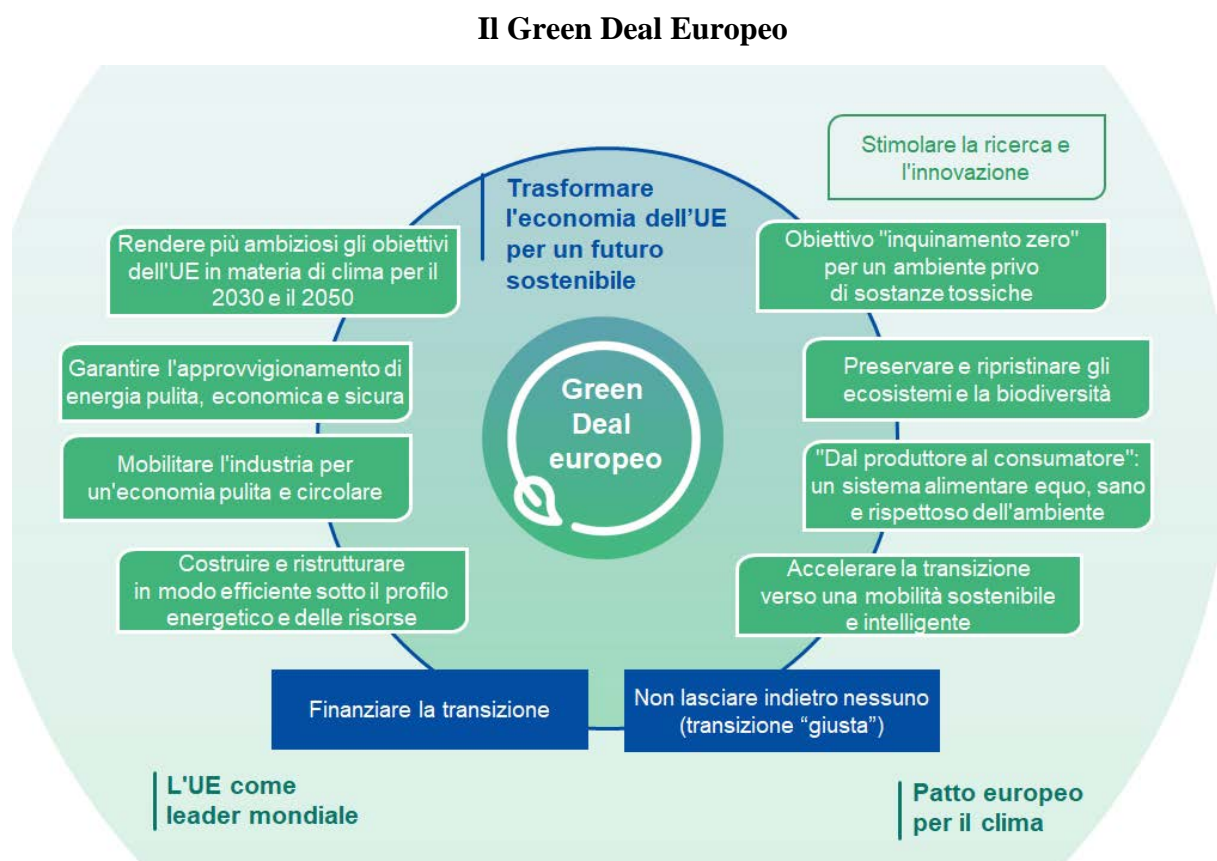 Il Green Deal Europeo
Stimolare la ricerca e
l'innovazione
Trasformare
l'economia dell’UE
per un futuro
sostenibile
Rendere più ambiziosi gli obiettivi
dell'UE in materia di clima per il
2030 e il 2050
Obiettivo "inquinamento zero"
per un ambiente privo
di sostanze tossiche
Garantire l'approvvigionamento di
energia pulita, economica e sicura
Preservare e ripristinare gli
ecosistemi e la biodiversità
Green
Deal
europeo
Mobilitare l'industria per
un'economia pulita e circolare
"Dal produttore al consumatore":
un sistema alimentare equo, sano
e rispettoso dell'ambiente
Costruire e ristrutturare
in modo efficiente sotto il profilo
energetico e delle risorse
Accelerare la transizione
verso una mobilità sostenibile
e intelligente
Finanziare la transizione
Non lasciare indietro nessuno
(transizione “giusta”)
L'UE come
leader mondiale
Patto europeo
per il clima